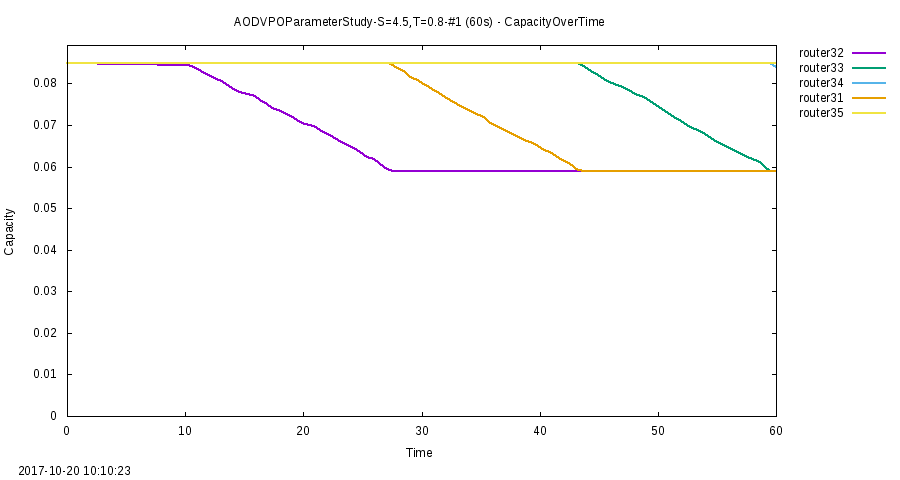 AODVPOParameterStudy-S=4.5,T=0.8-#1 (60s) - CapacityOverTime
router32
router33
router34
router31
router35
0.08
0.07
0.06
0.05
0.04
0.03
0.02
0.01
0
Capacity
0 10 20 30 40 50 60
Time
2017-10-20 10:10:23